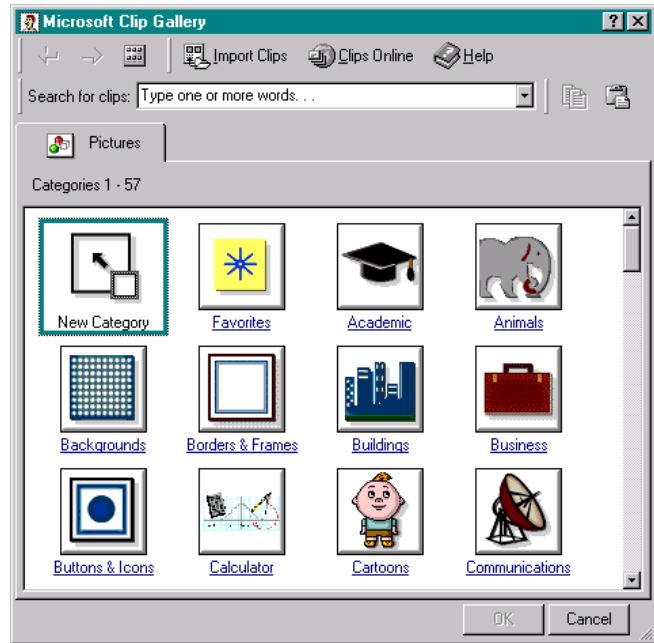 Microsoft Clip Gallery
Import Clips Clips Online Help
Search for clips: Type one or more words. . .
Pictures
Categories 1 - 57
New Category Favorites Academic Animals
Backgrounds Borders & Frames Buildings Business
Buttons & Icons Calculator Cartoons Communications
OK Cancel